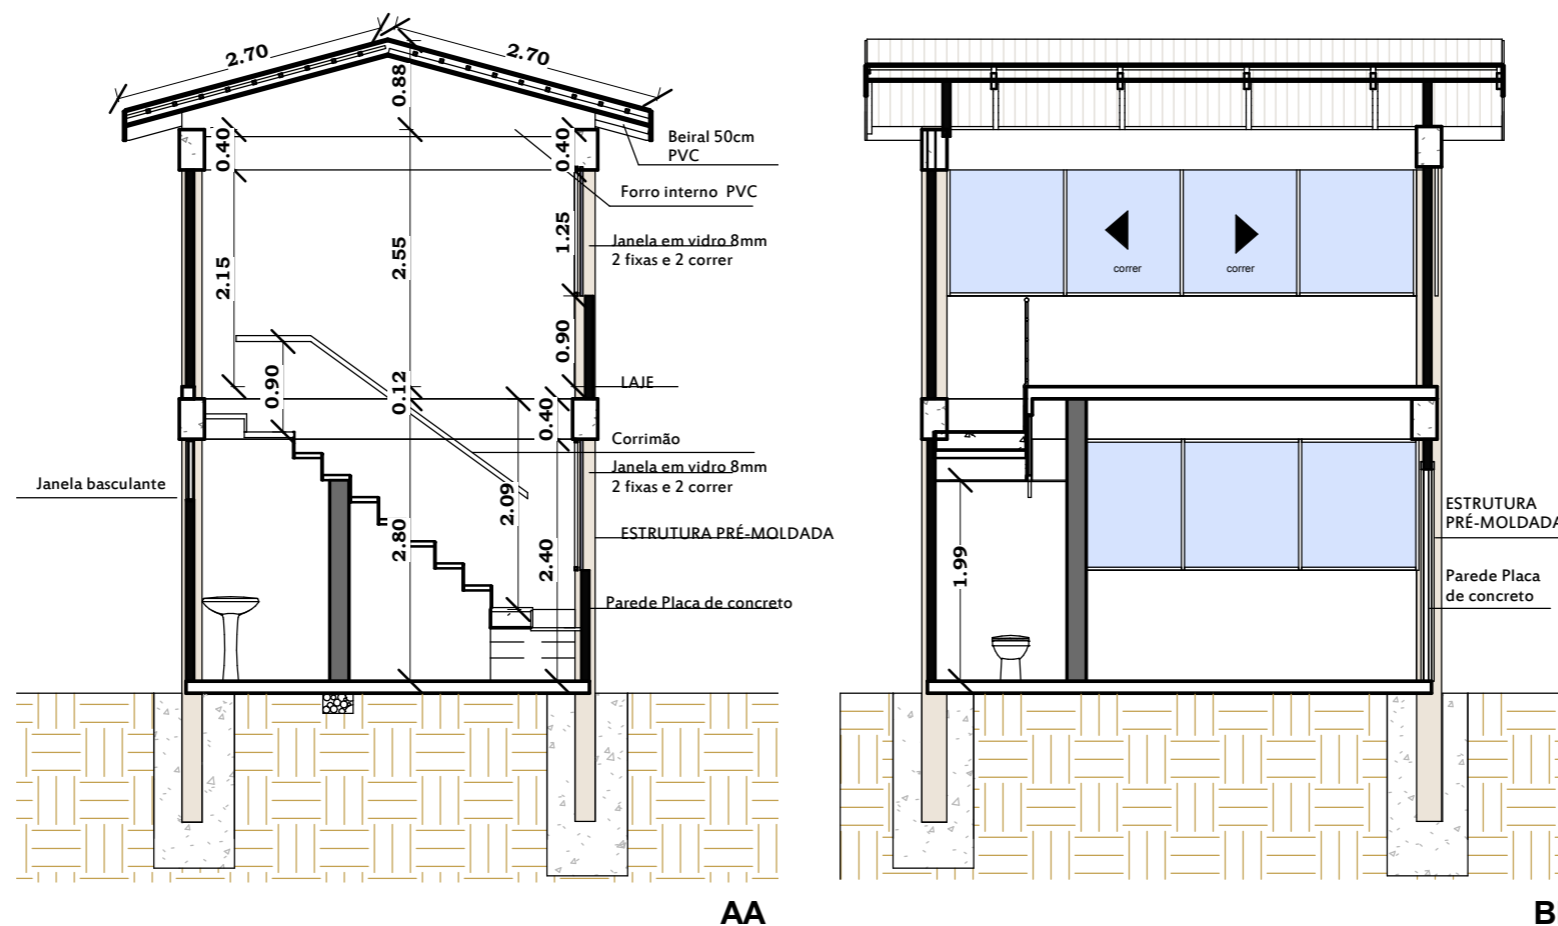 2.70
2.70
0.88
0.40
0.40
Beiral 50cm
PVC
Forro interno PVC
1.25
Janela em vidro 8mm
2 fixas e 2 correr
2.15
2.55
0.90
0.90
0.12
LAJE
0.40
Corrimão
Janela em vidro 8mm
2 fixas e 2 correr
Janela basculante
2.09
2.80
2.40
ESTRUTURA PRÉ-MOLDADA
Parede Placa de concreto
AA
correr
correr
1.99
ESTRUTURA
PRÉ-MOLDADA
Parede Placa
de concreto
B